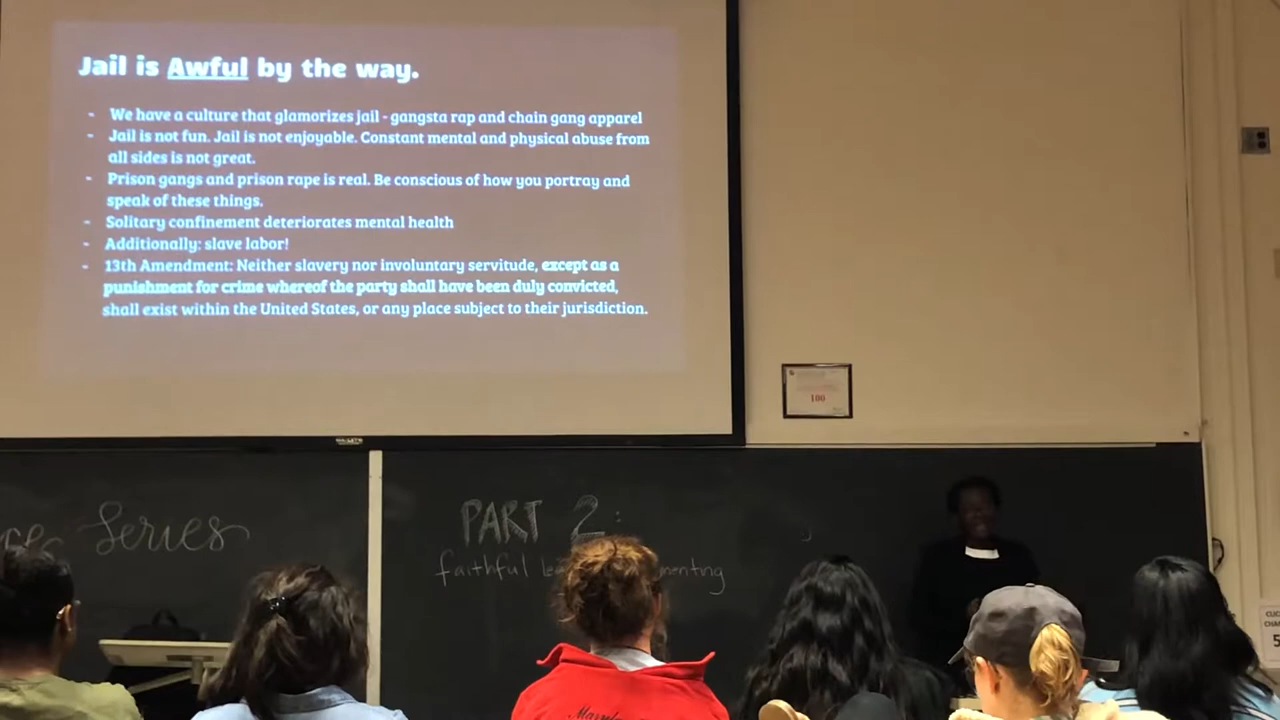 Jail is Awful by the way.
- We have a culture that glamorizes jail - gangsta rap and chain gang apparel
- Jail is not fun. Jail is not enjoyable. Constant mental and physical abuse from
all sides is not great.
- Prison gangs and prison rape is real. Be conscious of how you portray and
speak of these things.
- Solitary confinement deteriorates mental health
- Additionally: slave labor!
- 13th Amendment: Neither slavery nor involuntary servitude, except as a
punishment for crime whereof the party shall have been duly convicted,
shall exist within the United States, or any place subject to their jurisdiction.
100
Series
PART 2:
faithful